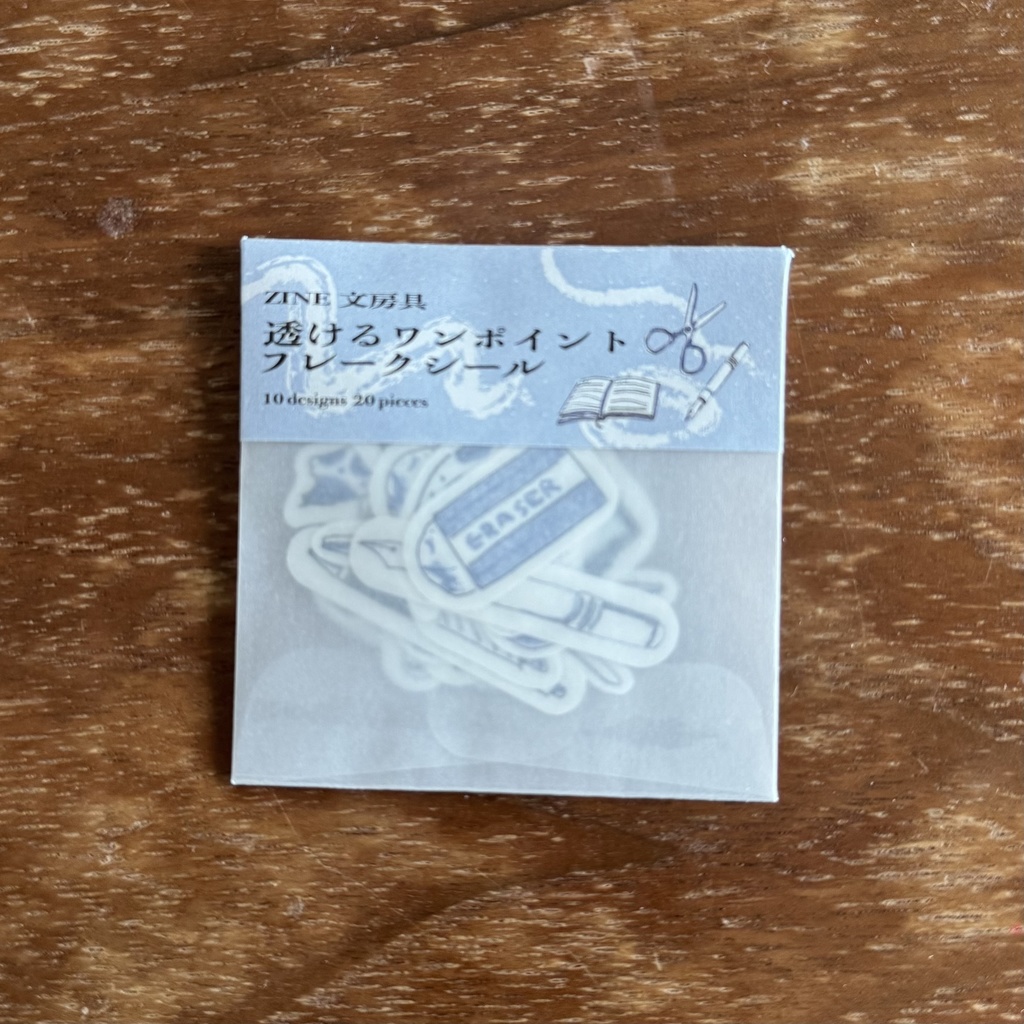 ZINE 文房具
透けるワンポイント
フレークシール
10 designs 20 pieces
ERASER